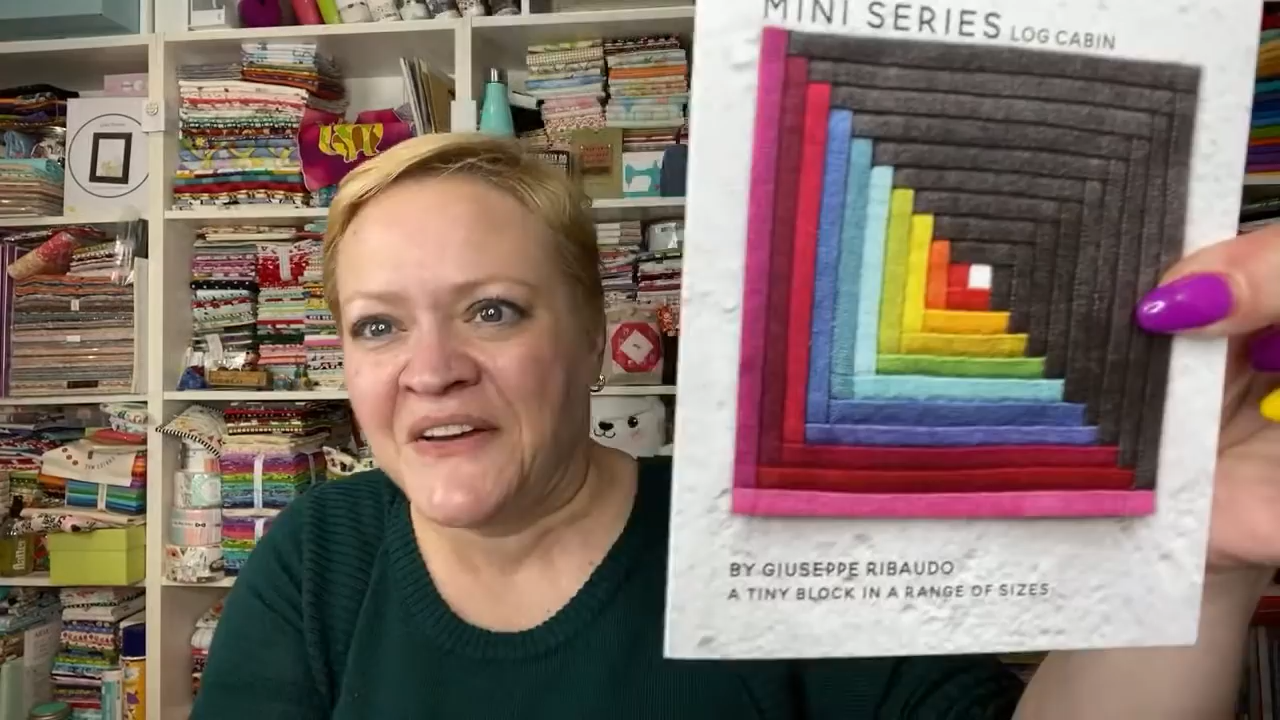 MINI SERIES LOG CABIN
BY GIUSEPPE RIBAUDO
A TINY BLOCK IN A RANGE OF SIZES